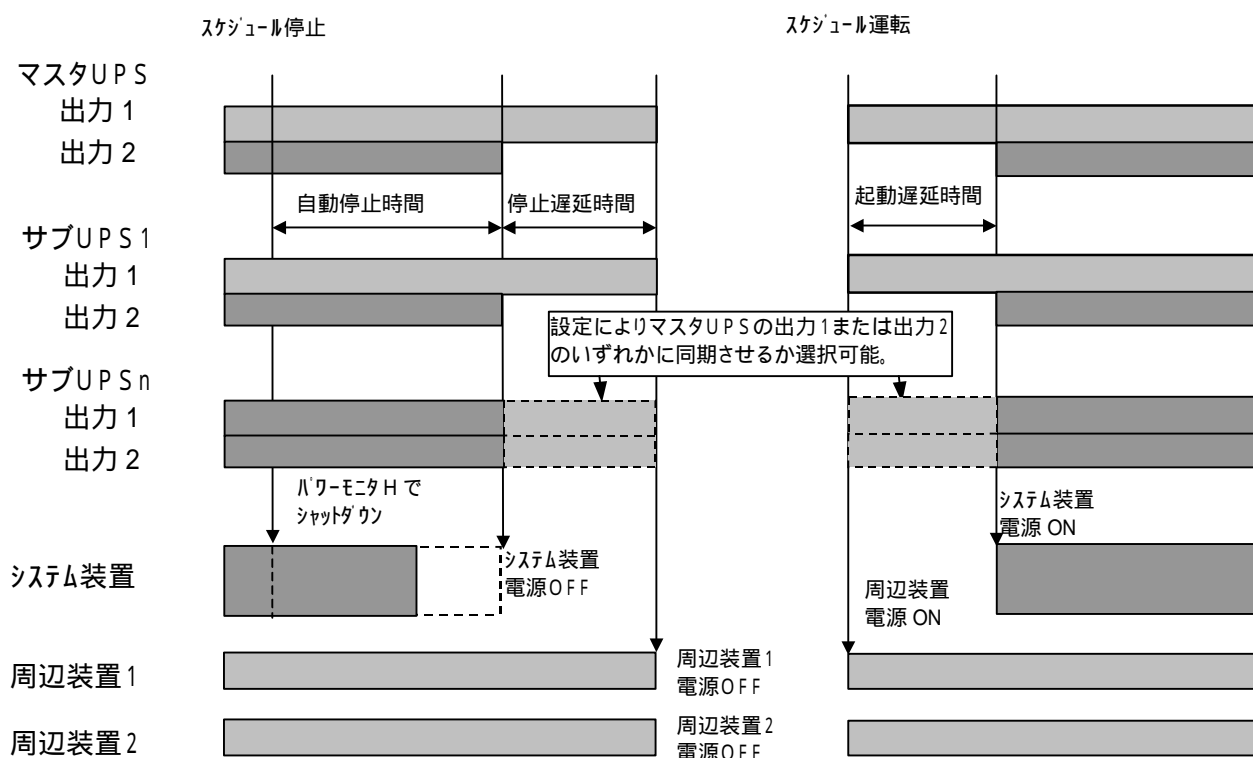 ｽｹｼﾞｭｰﾙ停止
ｽｹｼﾞｭｰﾙ運転
マスタＵＰＳ
出力１
出力２
自動停止時間
停止遅延時間
起動遅延時間
サブＵＰＳ１
出力１
出力２
設定によりマスタＵＰＳの出力１または出力２
のいずれかに同期させるか選択可能。
サブＵＰＳｎ
出力１
出力２
ﾊﾟﾜｰﾓﾆﾀＨで
ｼｬｯﾄﾀﾞｳﾝ
ｼｽﾃﾑ装置
電源 ON
ｼｽﾃﾑ装置
ｼｽﾃﾑ装置
電源ＯＦＦ
周辺装置
電源 ON
周辺装置１
周辺装置１
電源ＯＦＦ
周辺装置２
周辺装置２
電源ＯＦＦ